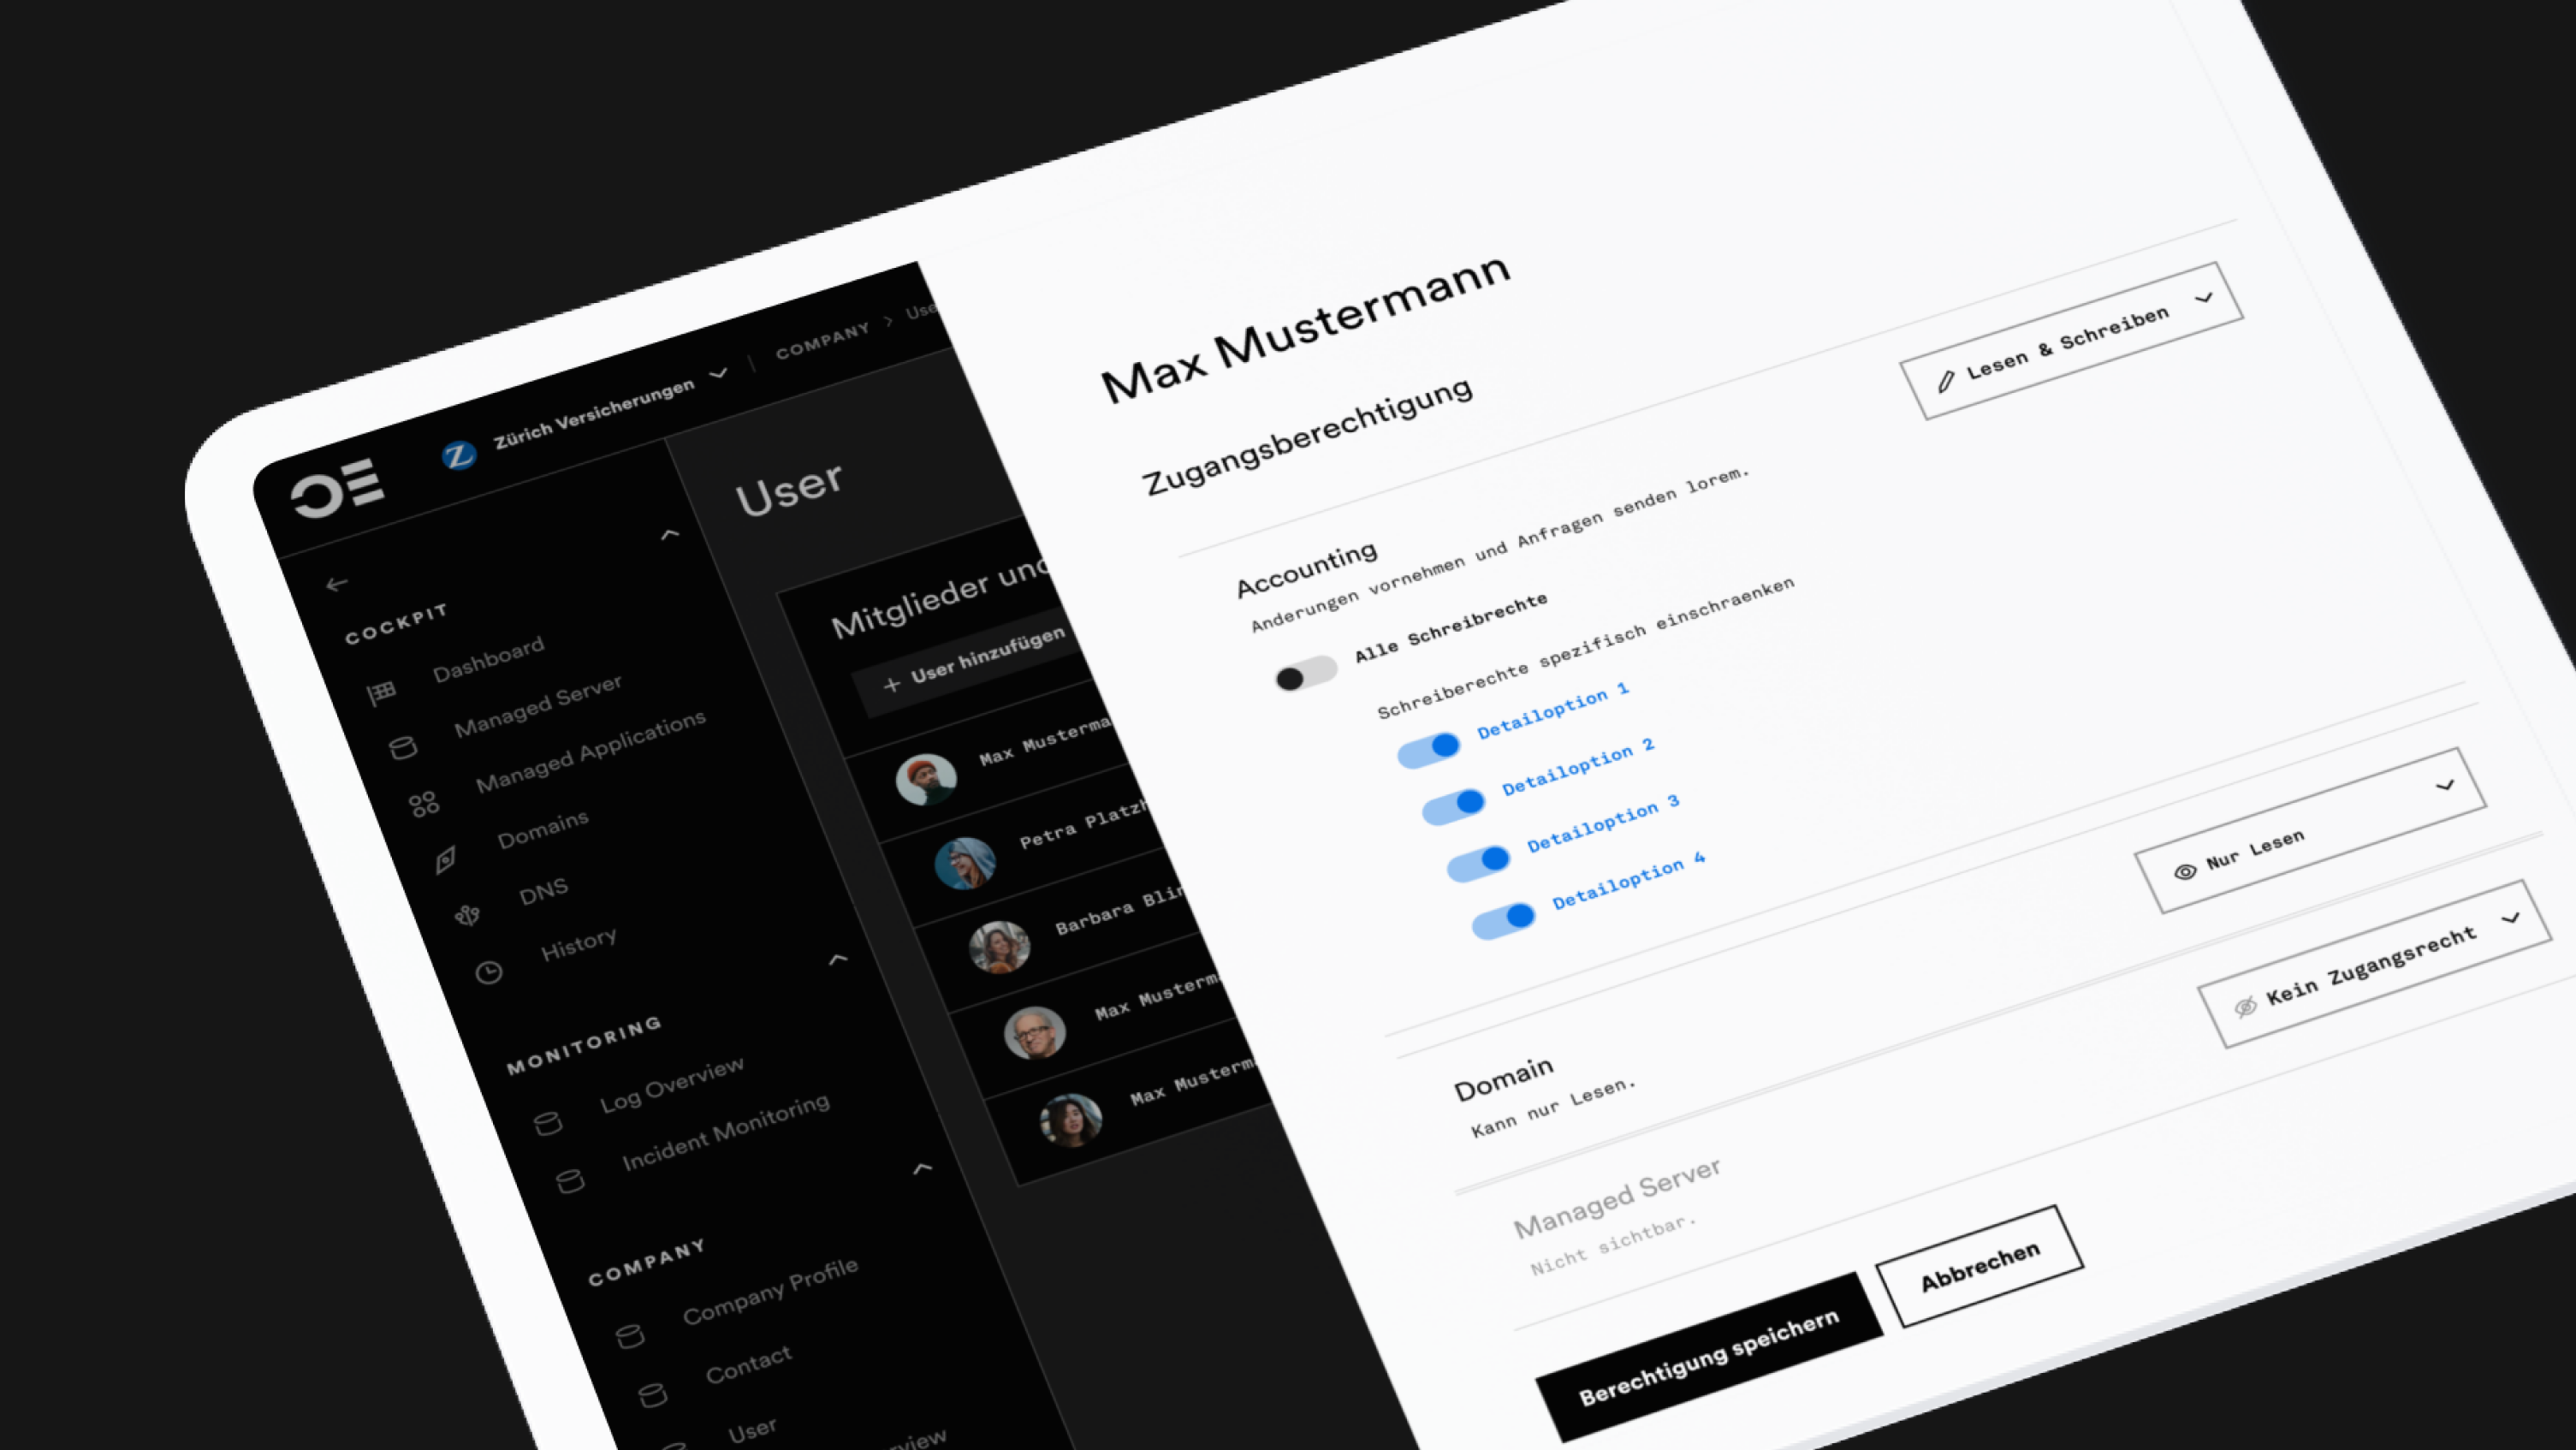 Zürich Versicherungen
COMPANY > Use
COCKPIT
Dashboard
Managed Server
Managed Applications
Domains
DNS
History
MONITORING
Log Overview
Incident Monitoring
COMPANY
Company Profile
Contact
User
User
Mitglieder und
+ User hinzufügen
Max Musterma
Petra Platzh
Barbara Blin
Max Musterm
Max Musterm
Max Mustermann
Zugangsberechtigung
Lesen & Schreiben
Accounting
Anderungen vornehmen und Anfragen senden lorem.
Alle Schreibrechte
Schreiberechte spezifisch einschraenken
Detailoption 1
Detailoption 2
Detailoption 3
Detailoption 4
Nur Lesen
Domain
Kann nur Lesen.
Kein Zugangsrecht
Managed Server
Nicht sichtbar.
Berechtigung speichern
Abbrechen